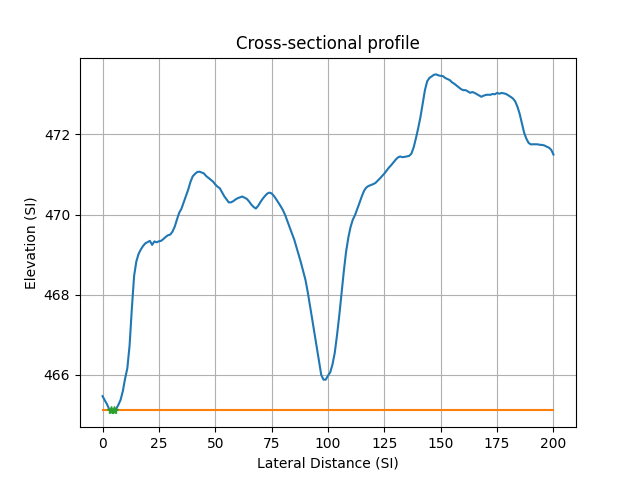 Cross-sectional profile
Elevation (SI)
472
470
468
466
0 25 50 75 100 125 150 175 200
Lateral Distance (SI)